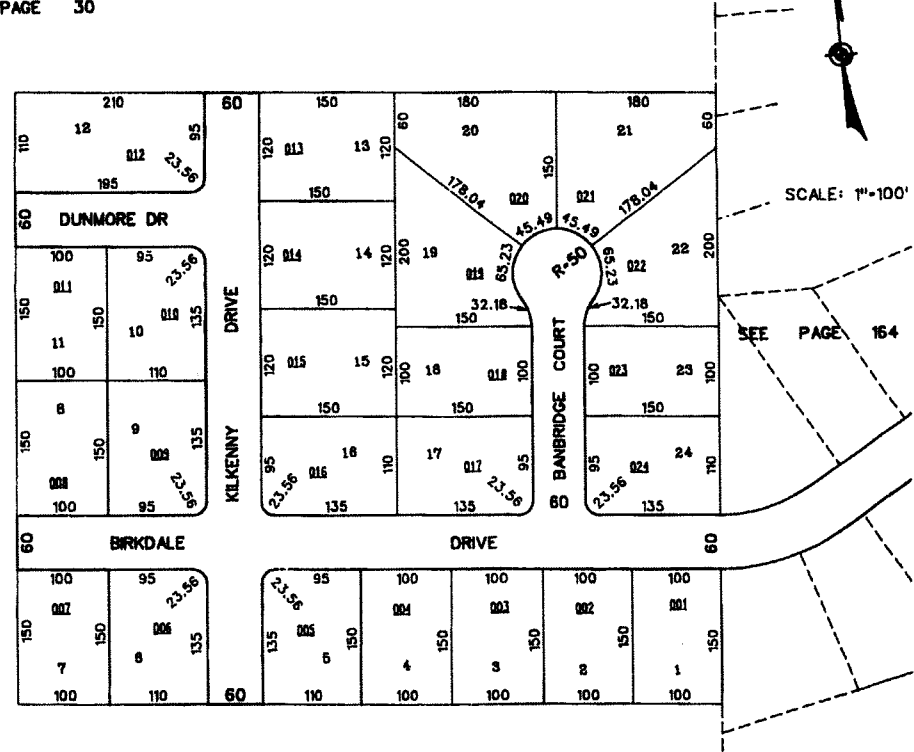 PAGE 30
210 60 150 180 180
12 110 95 012 23.56 195
120 013 13 120 150
60 20 150 020 178.04 45.49
21 60 021 178.04 45.49
SCALE: 1"=100'
60 DUNMORE DR
120 014 14 120 150
200 19 019 65.23 32.18 150
R=50
65.23 022 22 200 32.18 150
100 95 23.56
011 150 150 11 100
010 135 10 110
DRIVE
SEE PAGE 164
120 015 15 120 150
100 18 018 150
BANBRIDGE COURT
100 023 23 100 150
8 150 150 008 100
9 135 009 23.56 95
KILKENNY
95 16 110 016 23.56 135
17 95 017 23.56 135
60
95 24 110 024 23.56 135
60 BIRKDALE DRIVE 60
100 95 95 100 100 100 100
007 150 150 7 100
23.56 006 135 6 110
23.56 005 135 150 5 110
004 150 4 100
003 150 3 100
002 150 2 100
001 150 1 100
60